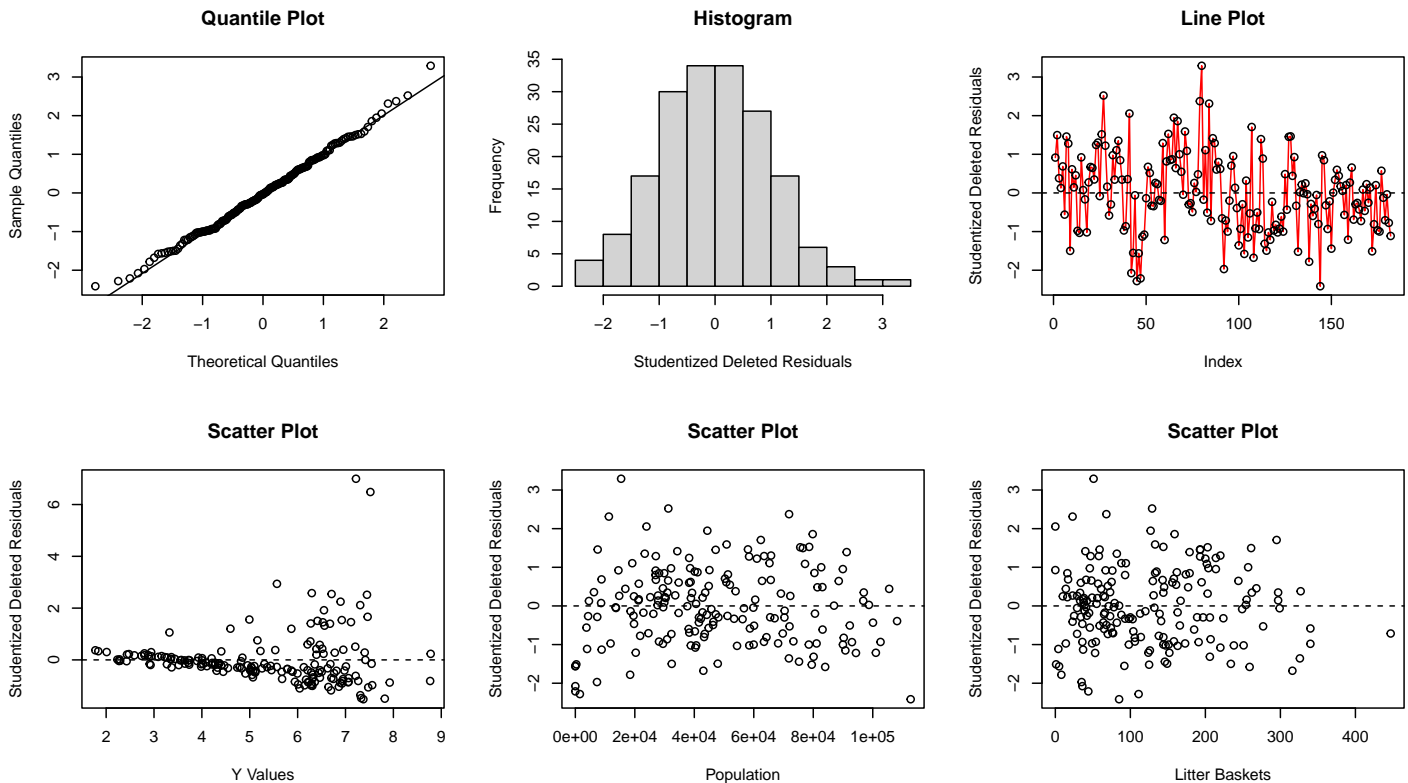 Quantile Plot
Sample Quantiles
3
2
1
0
−1
−2
−2 −1 0 1 2
Theoretical Quantiles
Histogram
Frequency
35
30
25
20
15
10
5
0
−2 −1 0 1 2 3
Studentized Deleted Residuals
Line Plot
Studentized Deleted Residuals
3
2
1
0
−1
−2
0 50 100 150
Index
Scatter Plot
Studentized Deleted Residuals
6
4
2
0
2 3 4 5 6 7 8 9
Y Values
Scatter Plot
Studentized Deleted Residuals
3
2
1
0
−1
−2
0e+00 2e+04 4e+04 6e+04 8e+04 1e+05
Population
Scatter Plot
Studentized Deleted Residuals
3
2
1
0
−1
−2
0 100 200 300 400
Litter Baskets